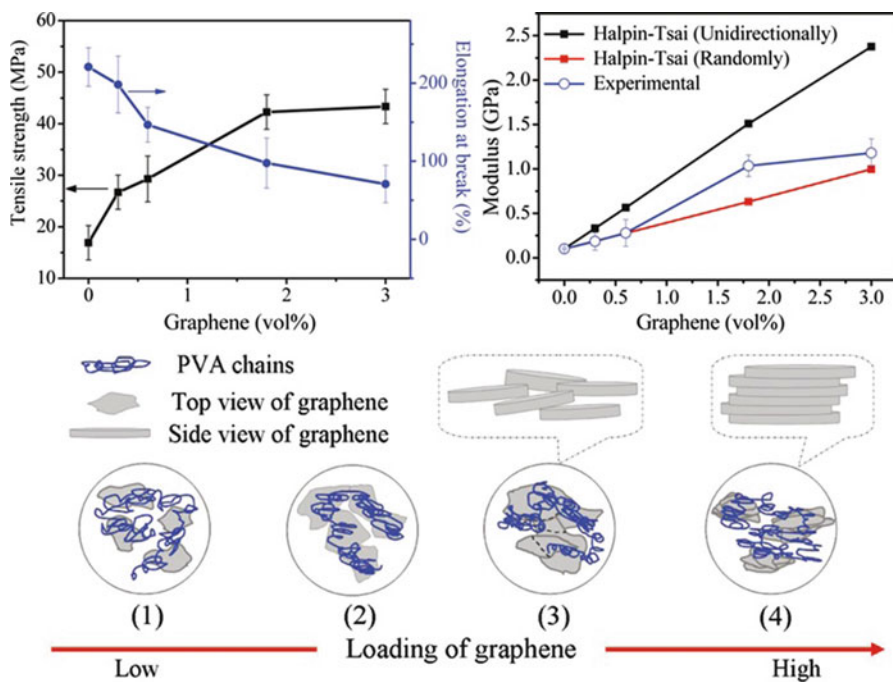 Tensile strength (MPa)
60
50
40
30
20
10
0
1
2
3
Graphene (vol%)
200
100
0
Elongation at break (%)
Halpin-Tsai (Unidirectionally)
Halpin-Tsai (Randomly)
Experimental
Modulus (GPa)
2.5
2.0
1.5
1.0
0.5
0.0
0.0
0.5
1.0
1.5
2.0
2.5
3.0
Graphene (vol%)
PVA chains
Top view of graphene
Side view of graphene
(1)
(2)
(3)
(4)
Loading of graphene
Low
High